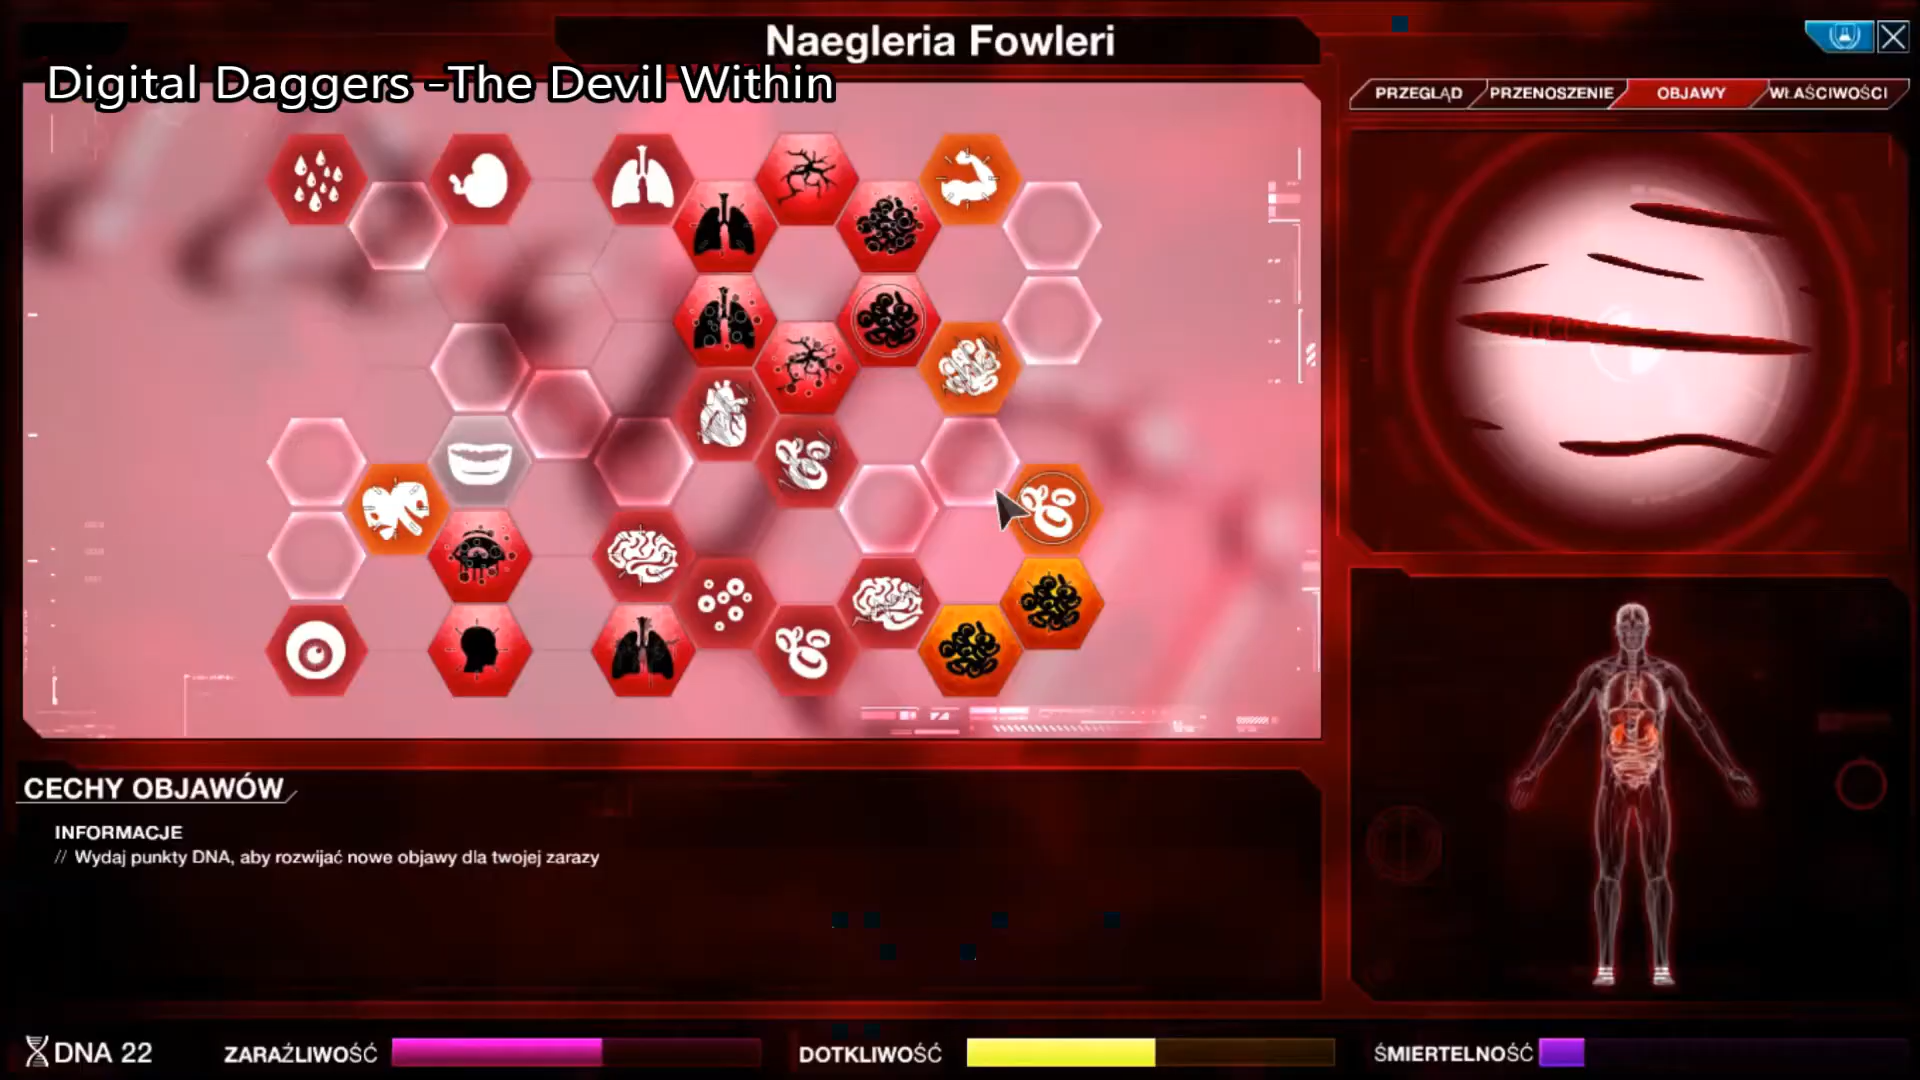 Naegleria Fowleri
Digital Daggers -The Devil Within
PRZEGLĄD
PRZENOSZENIE
OBJAWY
WŁAŚCIWOŚCI
CECHY OBJAWÓW
INFORMACJE
// Wydaj punkty DNA, aby rozwijać nowe objawy dla twojej zarazy
DNA 22
ZARAŹLIWOŚĆ
DOTKLIWOŚĆ
ŚMIERTELNOŚĆ